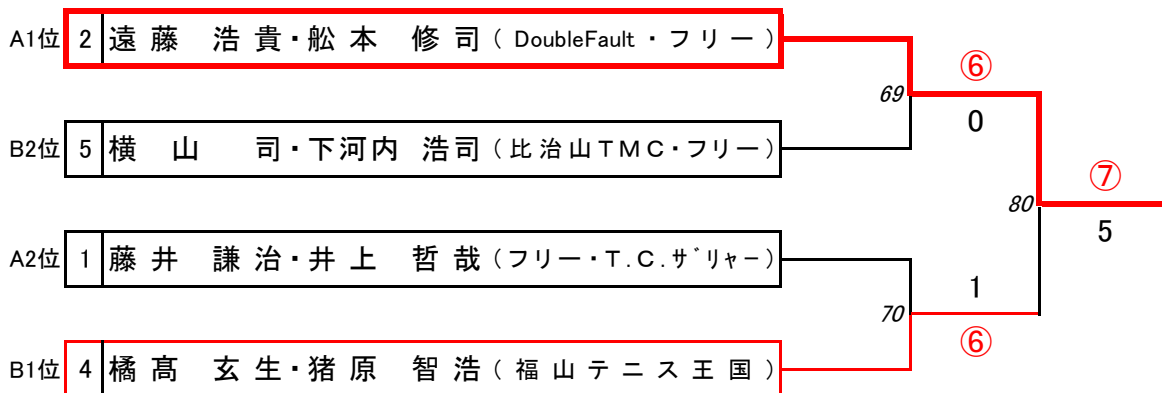 A1位 2 遠藤 浩貴・舩本 修司(DoubleFault・フリー)
⑥
69
0
B2位 5 横山 司・下河内 浩司(比治山TMC・フリー)
⑦
80
5
A2位 1 藤井 謙治・井上 哲哉(フリー・T.C.ザリャー)
1
70
⑥
B1位 4 橘髙 玄生・猪原 智浩(福山テニス王国)